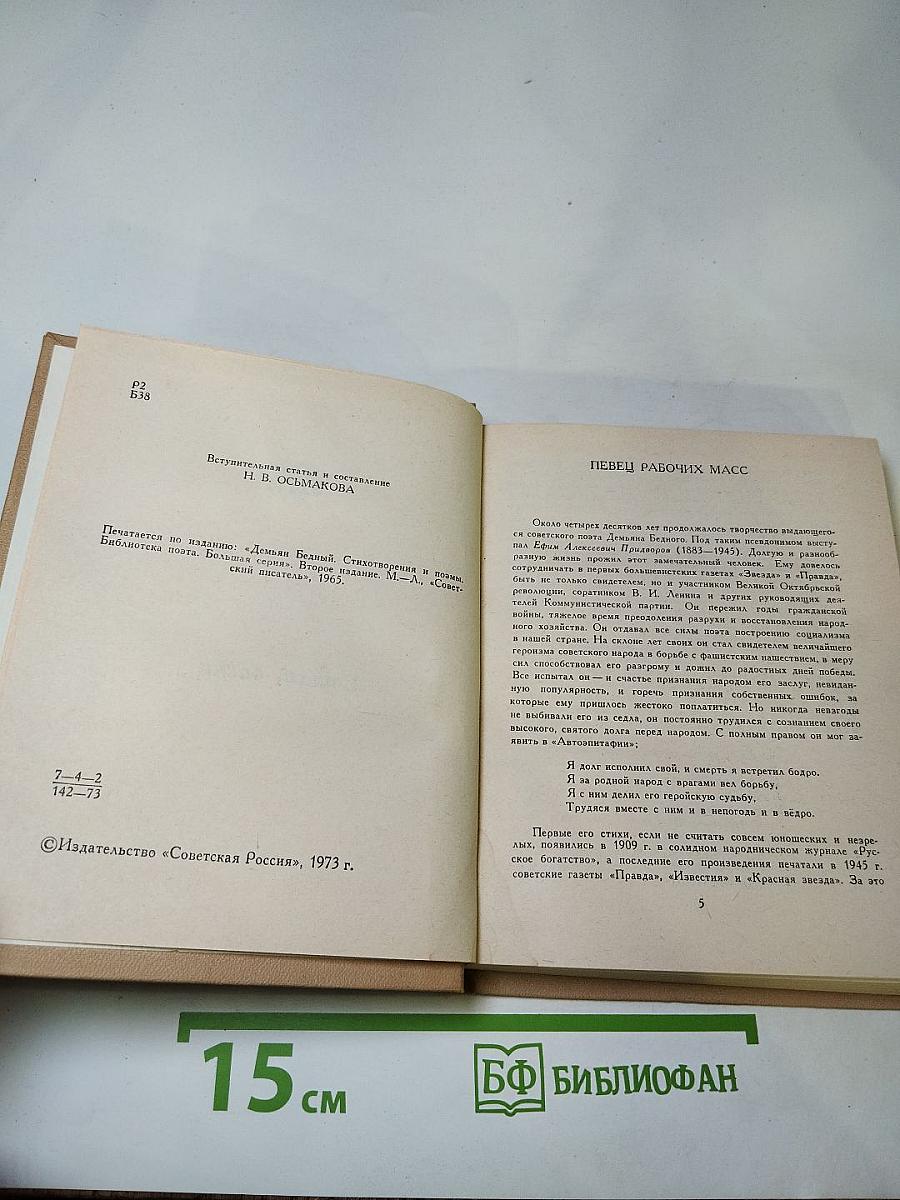 Р2
Б38
Вступительная статья и составление
Н. В. ОСЬМАКОВА
Печатается по изданию: «Демьян Бедный. Стихотворения и поэмы.
Библиотека поэта. Большая серия». Второе издание. М.—Л., «Совет-
ский писатель», 1965.
7—4—2
142—73
©Издательство «Советская Россия», 1973 г.
ПЕВЕЦ РАБОЧИХ МАСС
Около четырех десятков лет продолжалось творчество выдающего-
ся советского поэта Демьяна Бедного. Под таким псевдонимом высту-
пал Ефим Алексеевич Придворов (1883—1945). Долгую и разнооб-
разную жизнь прожил этот замечательный человек. Ему довелось
сотрудничать в первых большевистских газетах «Звезда» и «Правда»,
быть не только свидетелем, но и участником Великой Октябрьской
революции, соратником В. И. Ленина и других руководящих дея-
телей Коммунистической партии. Он пережил годы гражданской
войны, тяжелое время преодоления разрухи и восстановления народ-
ного хозяйства. Он отдавал все силы поэта построению социализма
в нашей стране. На склоне лет своих он стал свидетелем величайшего
героизма советского народа в борьбе с фашистским нашествием, в меру
сил способствовал его разгрому и дожил до радостных дней победы.
Все испытал он — и счастье признания народом его заслуг, невидан-
ную популярность, и горечь признания собственных ошибок, за
которые ему пришлось жестоко поплатиться. Но никогда невзгоды
не выбивали его из седла, он постоянно трудился с сознанием своего
высокого, святого долга перед народом. С полным правом он мог за-
явить в «Автоэпитафии»;
Я долг исполнил свой, и смерть я встретил бодро.
Я за родной народ с врагами вел борьбу,
Я с ним делил его геройскую судьбу,
Трудяся вместе с ним и в непогодь и в вёдро.
Первые его стихи, если не считать совсем юношеских и незре-
лых, появились в 1909 г. в солидном народническом журнале «Рус-
ское богатство», а последние его произведения печатали в 1945 г.
советские газеты «Правда», «Известия» и «Красная звезда». За это
5
15 см
БФ БИБЛИОФАН